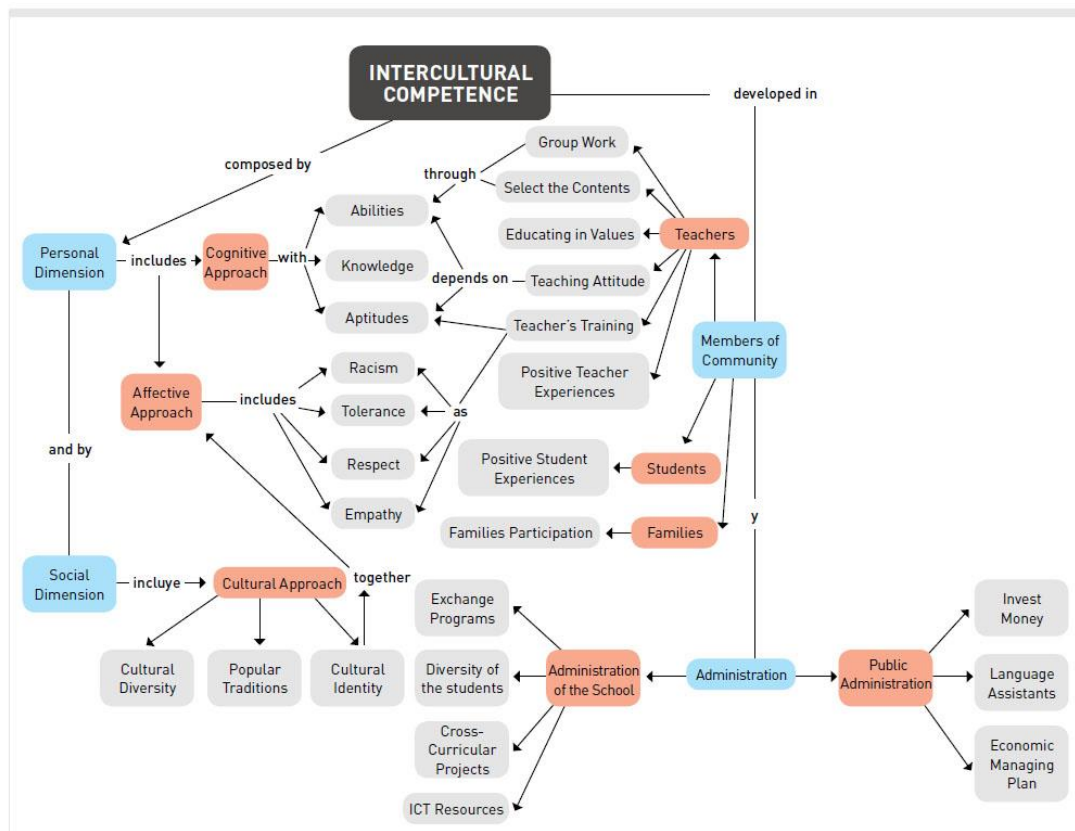 INTERCULTURAL
COMPETENCE
developed in
composed by
Group Work
through
Select the Contents
Abilities
Educating in Values
Teachers
Personal
Dimension
includes
Cognitive
Approach
with
Knowledge
depends on
Teaching Attitude
Aptitudes
Teacher's Training
Members of
Community
Racism
Positive Teacher
Experiences
Affective
Approach
includes
Tolerance
as
and by
Respect
Positive Student
Experiences
Students
Empathy
y
Families Participation
Families
Social
Dimension
incluye
Cultural Approach
together
Exchange
Programs
Invest
Money
Cultural
Diversity
Popular
Traditions
Cultural
Identity
Diversity of
the students
Administration
of the School
Administration
Public
Administration
Language
Assistants
Cross-
Curricular
Projects
Economic
Managing
Plan
ICT Resources